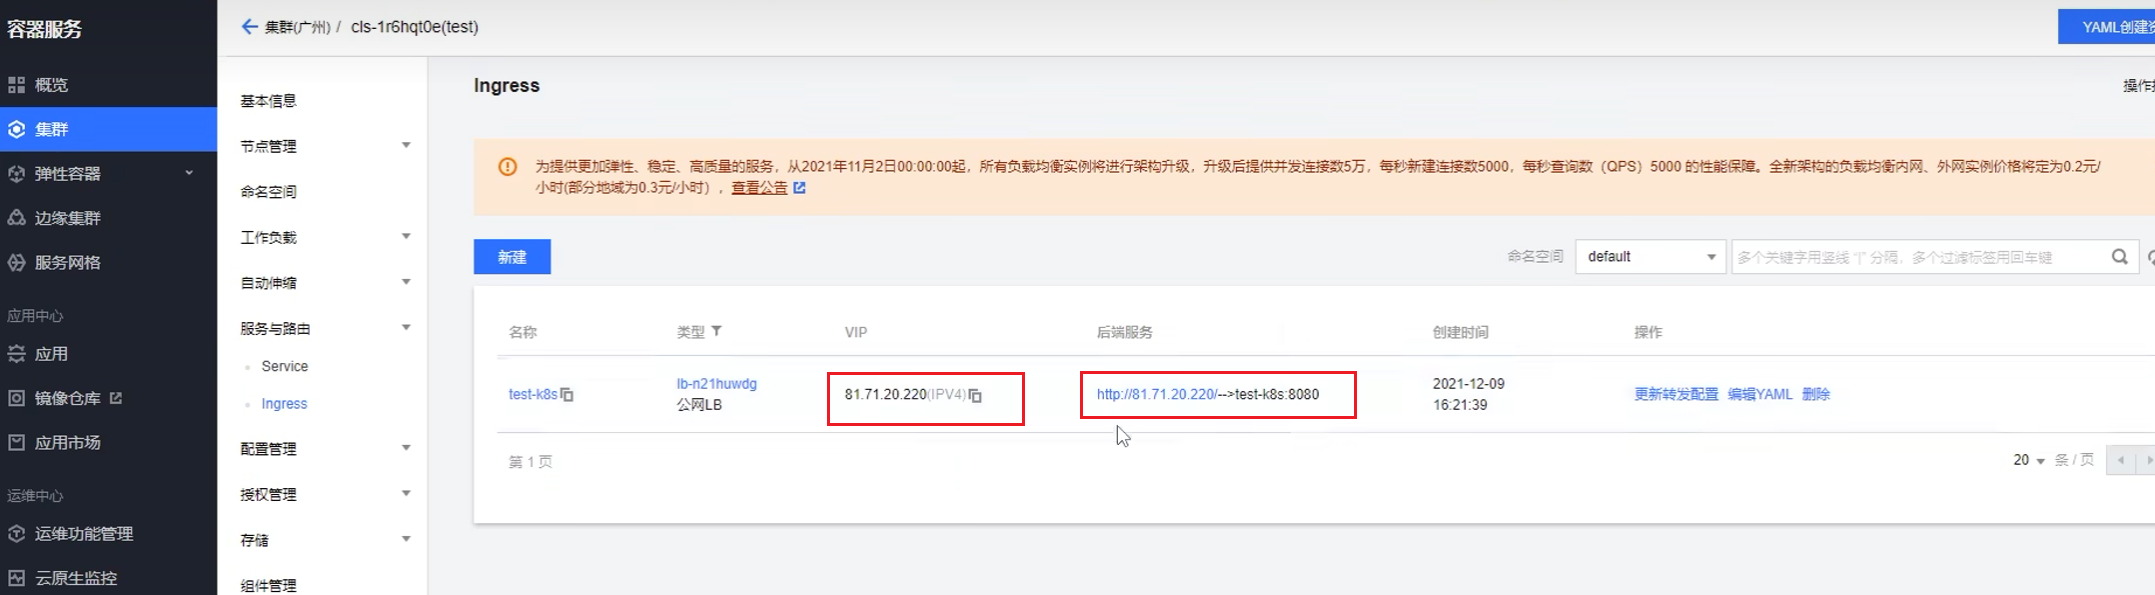 容器服务
概览
集群
弹性容器
边缘集群
服务网格
应用中心
应用
镜像仓库
应用市场
运维中心
运维功能管理
云原生监控
集群(广州) / cls-1r6hqt0e(test)
YAML创建资
基本信息
节点管理
命名空间
工作负载
自动伸缩
服务与路由
Service
Ingress
配置管理
授权管理
存储
组件管理
Ingress
操作
为提供更加弹性、稳定、高质量的服务，从2021年11月2日00:00:00起，所有负载均衡实例将进行架构升级，升级后提供并发连接数5万，每秒新建连接数5000，每秒查询数（QPS）5000 的性能保障。全新架构的负载均衡内网、外网实例价格将定为0.2元/
小时(部分地域为0.3元/小时），查看公告
新建
命名空间 default 多个关键字用竖线 "|" 分隔，多个过滤标签用回车键
名称 类型 VIP 后端服务 创建时间 操作
test-k8s lb-n21huwdg 81.71.20.220(IPV4) http://81.71.20.220/-->test-k8s:8080 2021-12-09 更新转发配置 编辑YAML 删除
公网LB 16:21:39
第 1 页 20 条 / 页